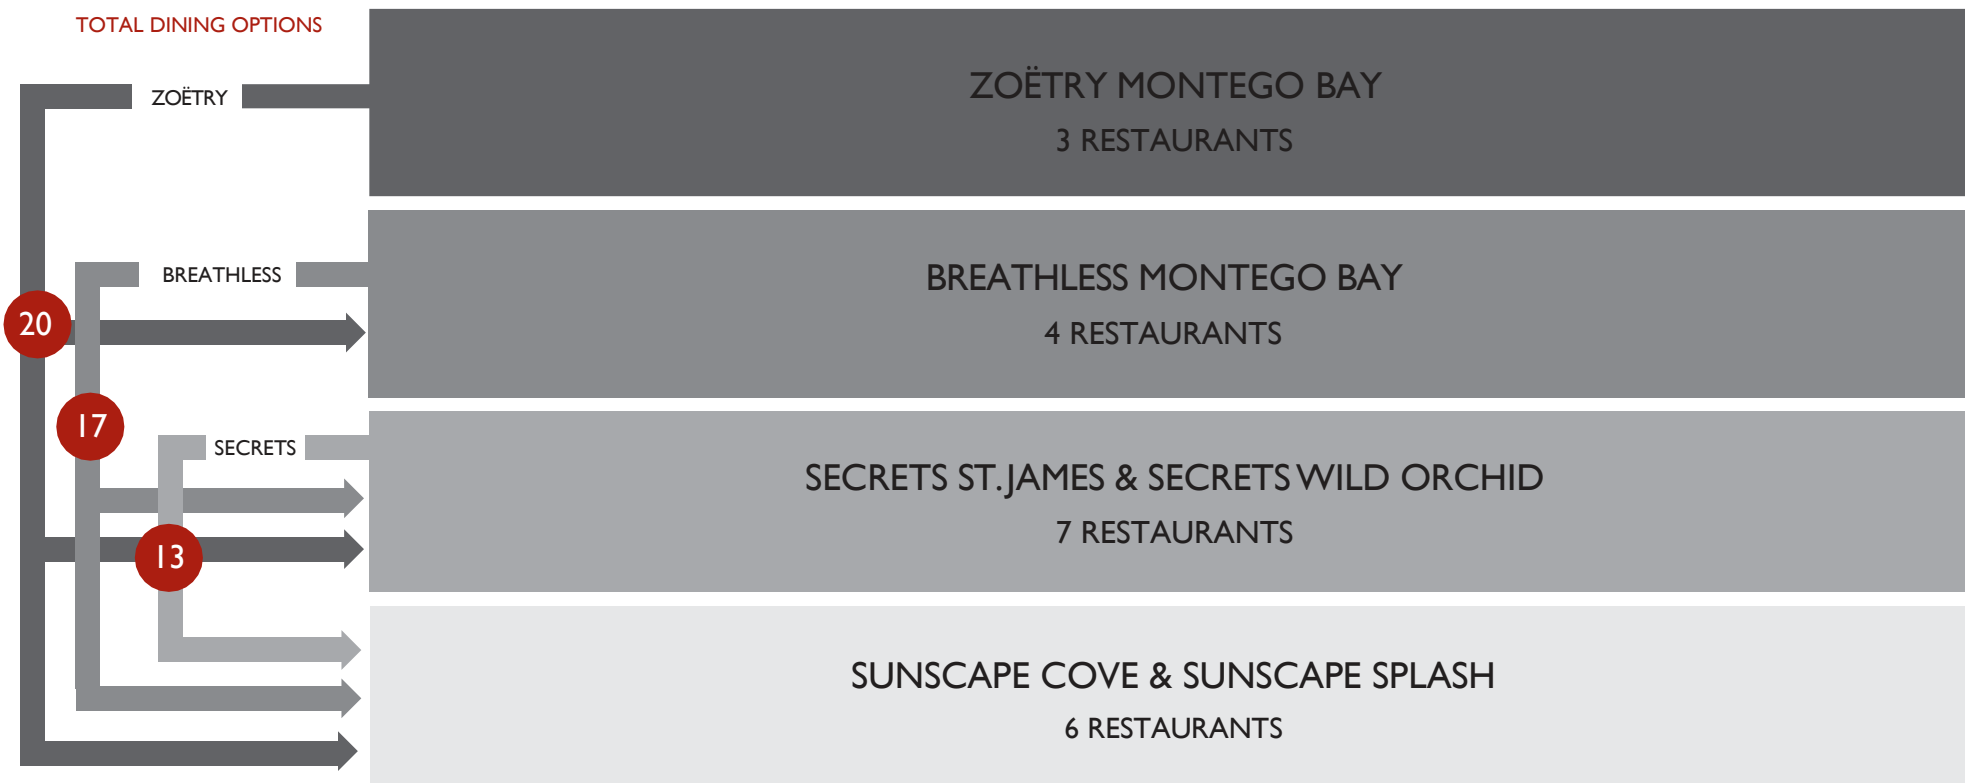 TOTAL DINING OPTIONS
ZOËTRY
ZOËTRY MONTEGO BAY
3 RESTAURANTS
BREATHLESS
BREATHLESS MONTEGO BAY
4 RESTAURANTS
20
17
SECRETS
SECRETS ST. JAMES & SECRETS WILD ORCHID
7 RESTAURANTS
13
SUNSCAPE COVE & SUNSCAPE SPLASH
6 RESTAURANTS